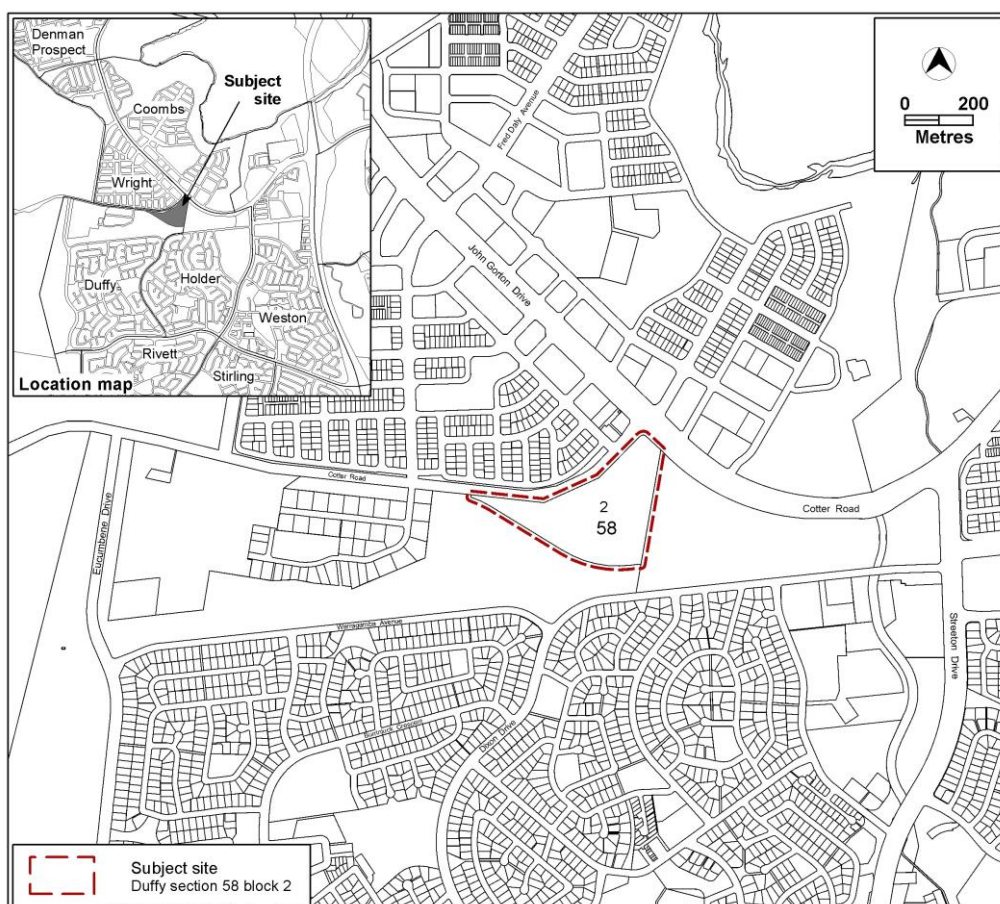 Denman
Prospect
Subject
site
Coombs
Wright
Duffy
Holder
Weston
Rivett
Stirling
Location map
0 200
Metres
Fred Daly Avenue
John Gorton Drive
Cotter Road
2
58
Cotter Road
Eucumbene Drive
Warragamba Avenue
Streeton Drive
Burrinjuck Crescent
Dixon Drive
Subject site
Duffy section 58 block 2